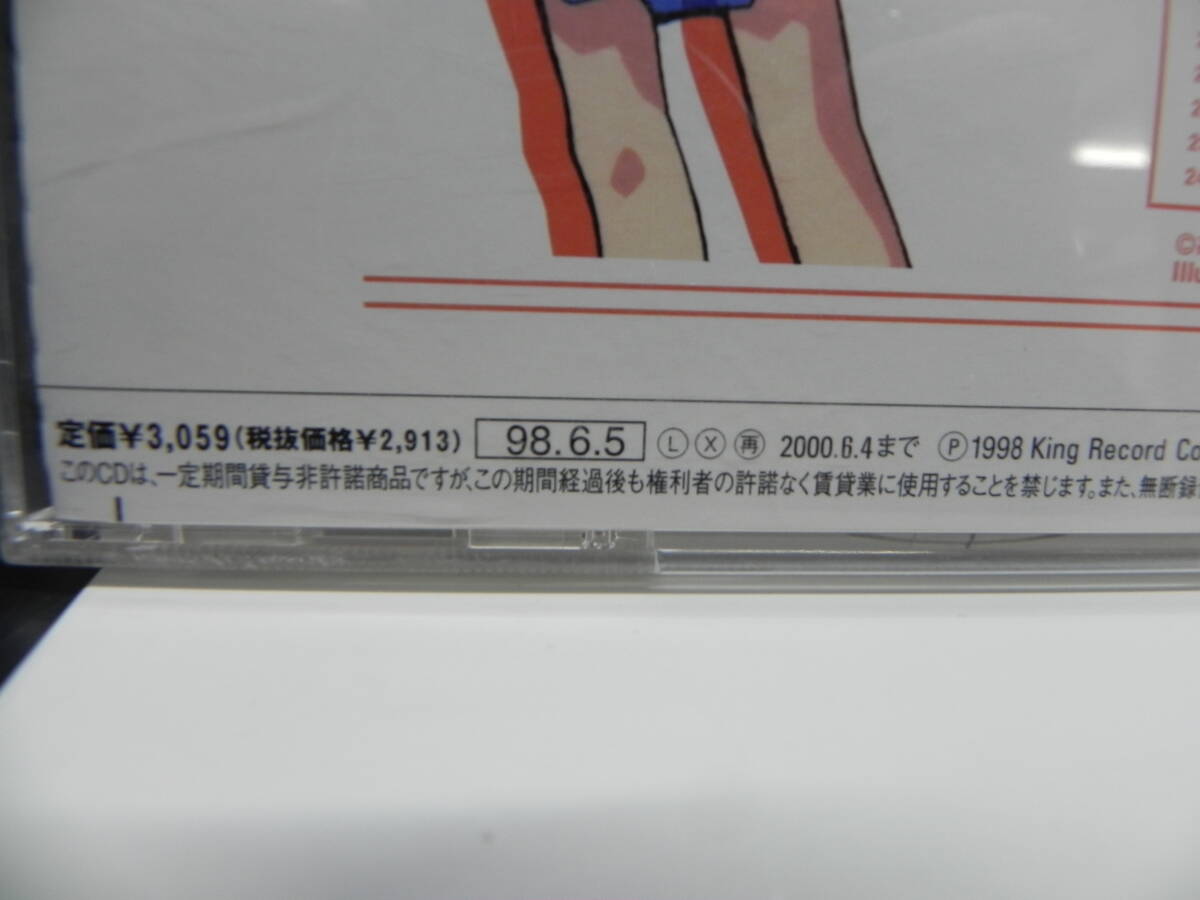 24
Illu
定価¥3,059(税抜価格¥2,913) 98.6.5 Ⓛ Ⓧ ㊢ 2000.6.4まで Ⓟ1998 King Record Co
このCDは、一定期間賃与非許諾商品ですが、この期間経過後も権利者の許諾なく賃貸業に使用することを禁じます。また、無断録